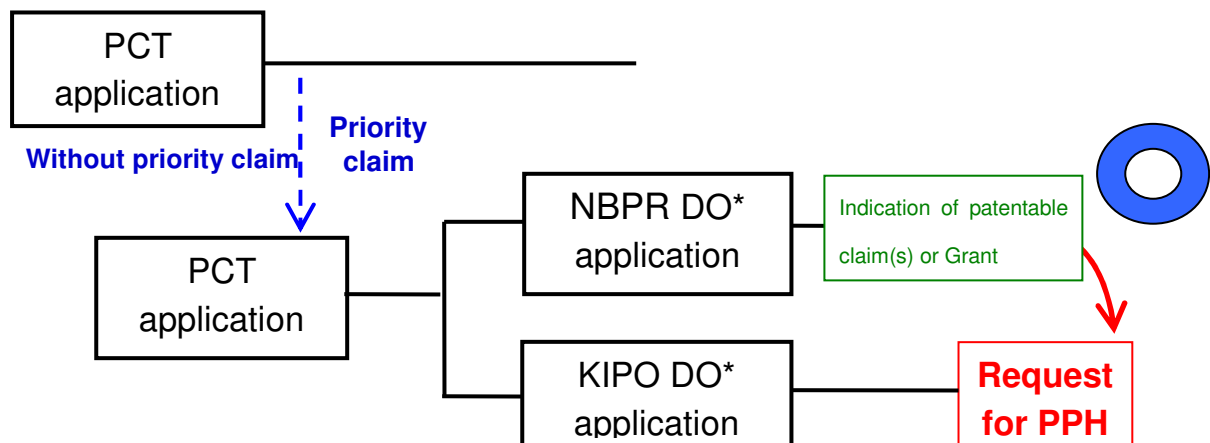 PCT
application
Priority
claim
Without priority claim
NBPR DO*
application
Indication of patentable
claim(s) or Grant
PCT
application
KIPO DO*
application
Request
for PPH